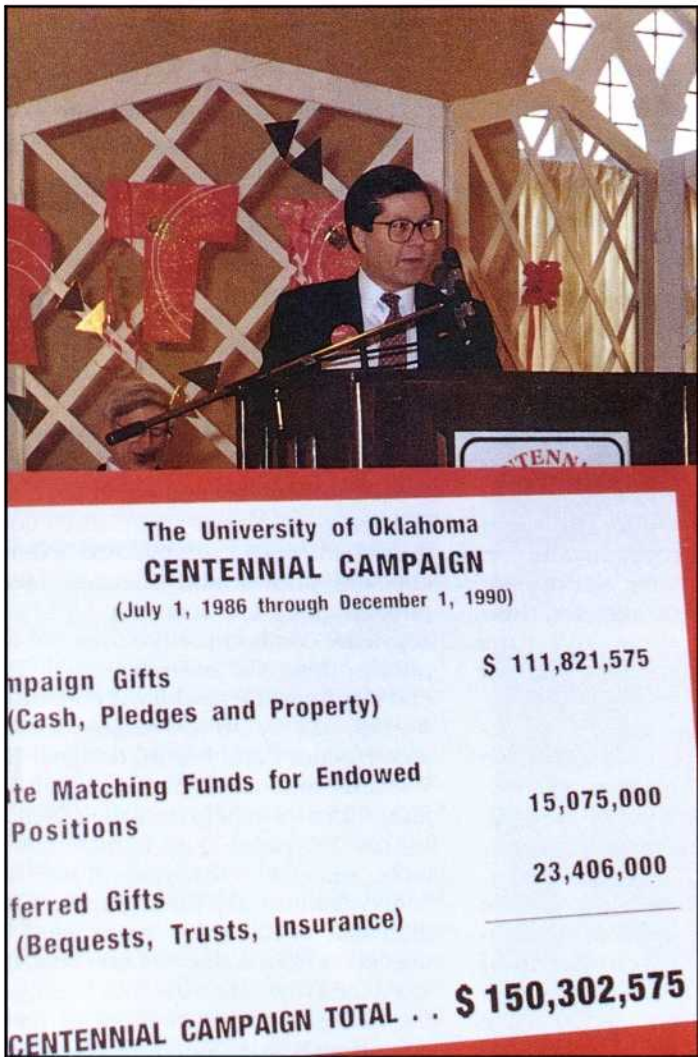 T
The University of Oklahoma
CENTENNIAL CAMPAIGN
(July 1, 1986 through December 1, 1990)
mpaign Gifts $ 111,821,575
(Cash, Pledges and Property)
te Matching Funds for Endowed
Positions 15,075,000
ferred Gifts 23,406,000
(Bequests, Trusts, Insurance)
CENTENNIAL CAMPAIGN TOTAL . . $ 150,302,575